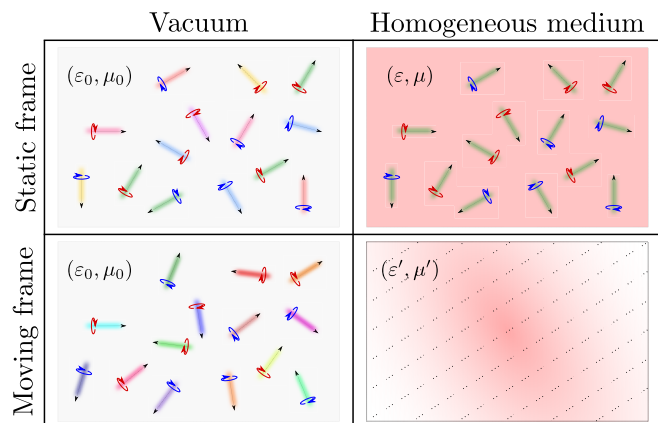 Vacuum
Homogeneous medium
Static frame
(ε₀, μ₀)
(ε, μ)
Moving frame
(ε₀, μ₀)
(ε′, μ′)